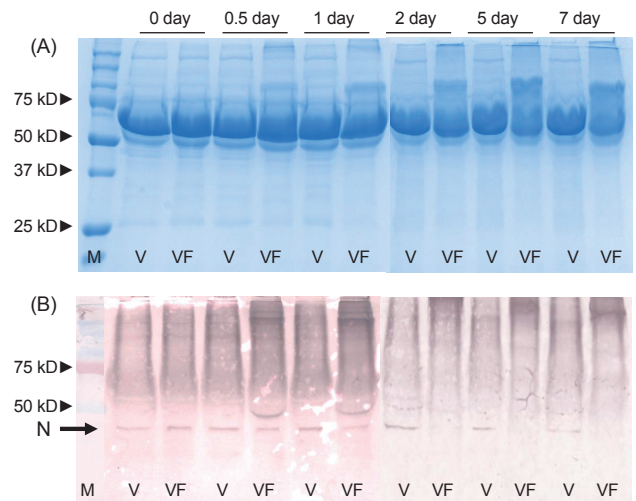 0 day 0.5 day 1 day 2 day 5 day 7 day
(A)
75 kD
50 kD
37 kD
25 kD
M V VF V VF V VF V VF V VF V VF
(B)
75 kD
50 kD
N
M V VF V VF V VF V VF V VF V VF